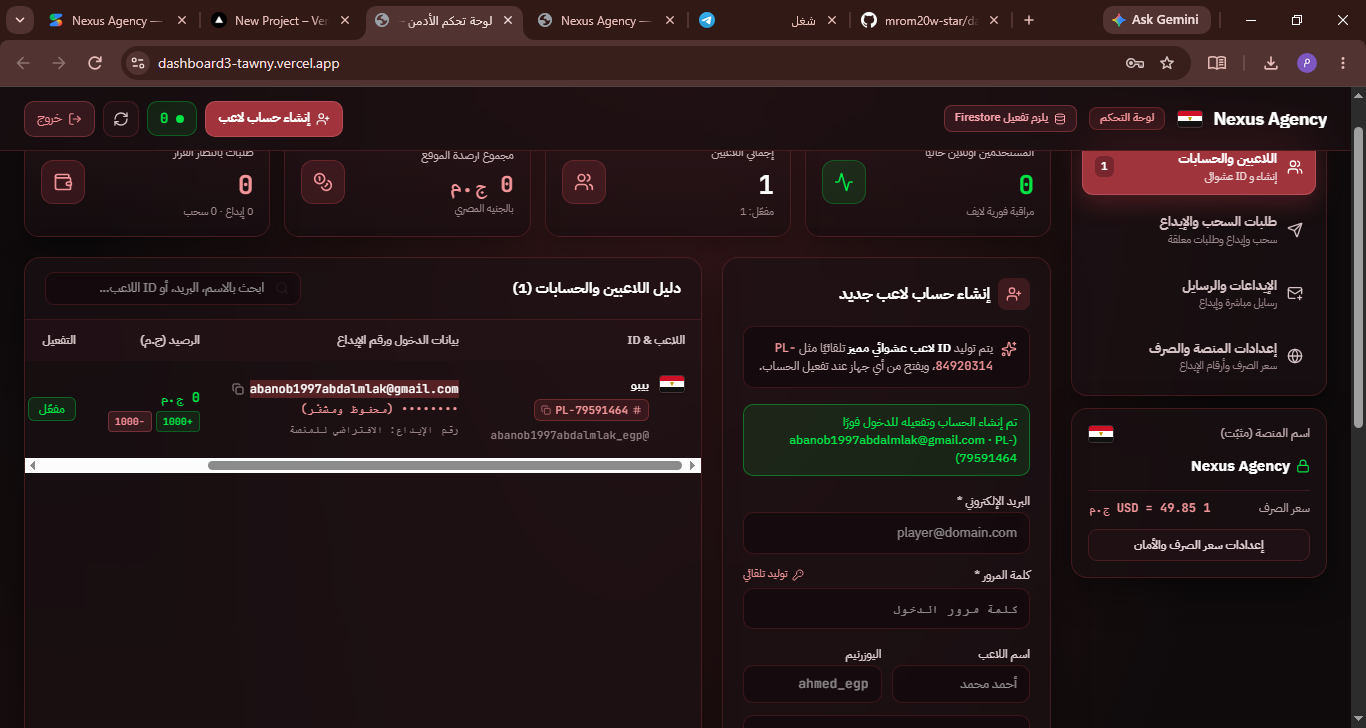 Nexus Agency —
New Project – Ver
لوحة تحكم الأدمن –
Nexus Agency —
شغل
mrom20w-star/da
Ask Gemini
dashboard3-tawny.vercel.app
Nexus Agency
لوحة التحكم
يلزم تفعيل Firestore
إنشاء حساب لاعب
0
خروج
اللاعبين والحسابات
إنشاء و ID عشوائي
1
طلبات السحب والإيداع
سحب وإيداع وطلبات معلقة
الإيداعات والرسايل
رسايل مباشرة وإيداع
إعدادات المنصة والصرف
سعر الصرف وأرقام الإيداع
اسم المنصة (مثبّت)
Nexus Agency
سعر الصرف
1 USD = 49.85 ج.م
إعدادات سعر الصرف والأمان
المستخدمين أونلاين حالياً
0
مراقبة فورية لايف
إجمالي اللاعبين
1
مفعّل: 1
مجموع أرصدة الموقع
0 ج.م
بالجنيه المصري
طلبات بانتظار القرار
0
0 إيداع · 0 سحب
إنشاء حساب لاعب جديد
يتم توليد ID لاعب عشوائي مميز تلقائيًا مثل PL-
84920314، ويفتح من أي جهاز عند تفعيل الحساب.
تم إنشاء الحساب وتفعيله للدخول فورًا
(abanob1997abdalmlak@gmail.com · PL-
79591464)
البريد الإلكتروني *
player@domain.com
كلمة المرور *
توليد تلقائي
كلمة مرور الدخول
اسم اللاعب
اليوزرنيم
أحمد محمد
ahmed_egp
دليل اللاعبين والحسابات (1)
ابحث بالاسم، البريد، أو ID اللاعب...
اللاعب & ID
بيانات الدخول ورقم الإيداع
الرصيد (ج.م)
التفعيل
بيبو
# PL-79591464
@abanob1997abdalmlak_egp
abanob1997abdalmlak@gmail.com
•••••••• (محفوظ ومشفّر)
رقم الإيداع: الافتراضي للمنصة
0 ج.م
+1000
-1000
مفعّل